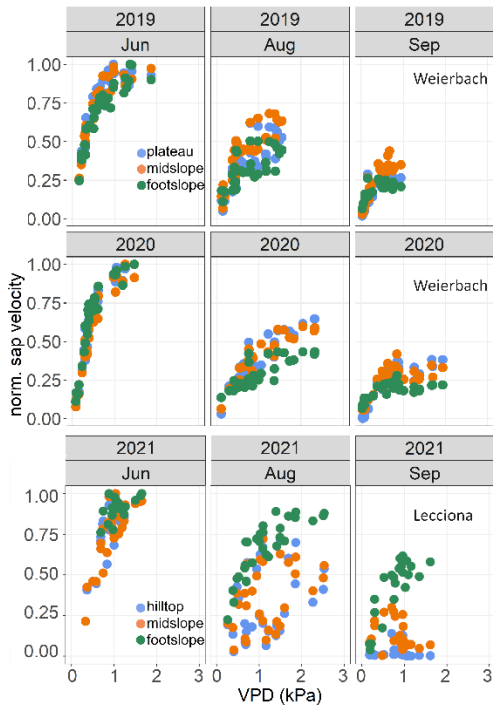 2019 2019 2019
Jun Aug Sep
1.00 Weierbach
0.75
0.50
plateau
midslope
0.25
footslope
0.00
2020 2020 2020
1.00 Weierbach
0.75
0.50
0.25
0.00
norm. sap velocity
2021 2021 2021
Jun Aug Sep
1.00
Lecciona
0.75
0.50
0.25
hilltop
midslope
0.00 footslope
0 1 2 3 0 1 2 3 0 1 2 3
VPD (kPa)